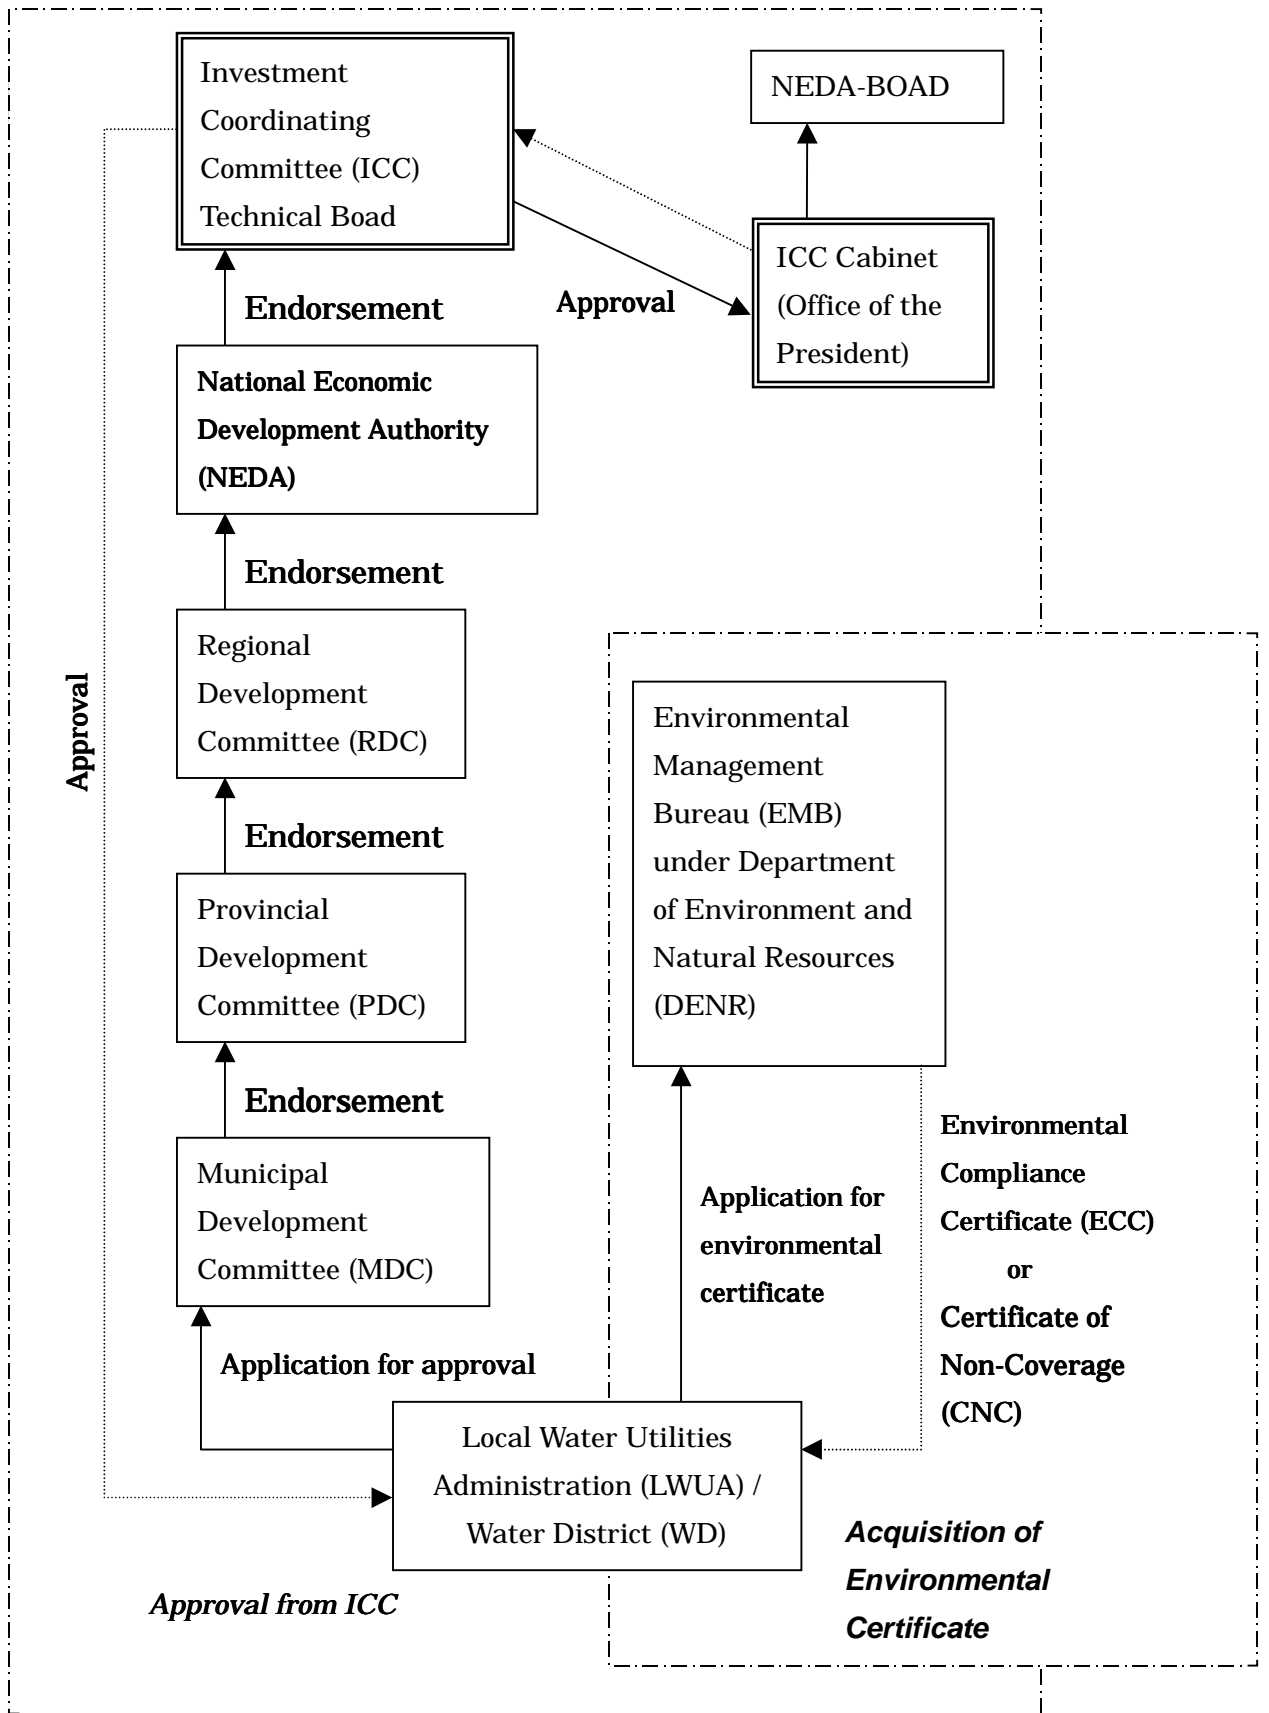 Investment
Coordinating
Committee (ICC)
Technical Boad
NEDA-BOAD
ICC Cabinet
(Office of the
President)
Endorsement
Approval
National Economic
Development Authority
(NEDA)
Endorsement
Regional
Development
Committee (RDC)
Approval
Endorsement
Provincial
Development
Committee (PDC)
Endorsement
Municipal
Development
Committee (MDC)
Application for approval
Environmental
Management
Bureau (EMB)
under Department
of Environment and
Natural Resources
(DENR)
Application for
environmental
certificate
Environmental
Compliance
Certificate (ECC)
or
Certificate of
Non-Coverage
(CNC)
Local Water Utilities
Administration (LWUA) /
Water District (WD)
Approval from ICC
Acquisition of
Environmental
Certificate